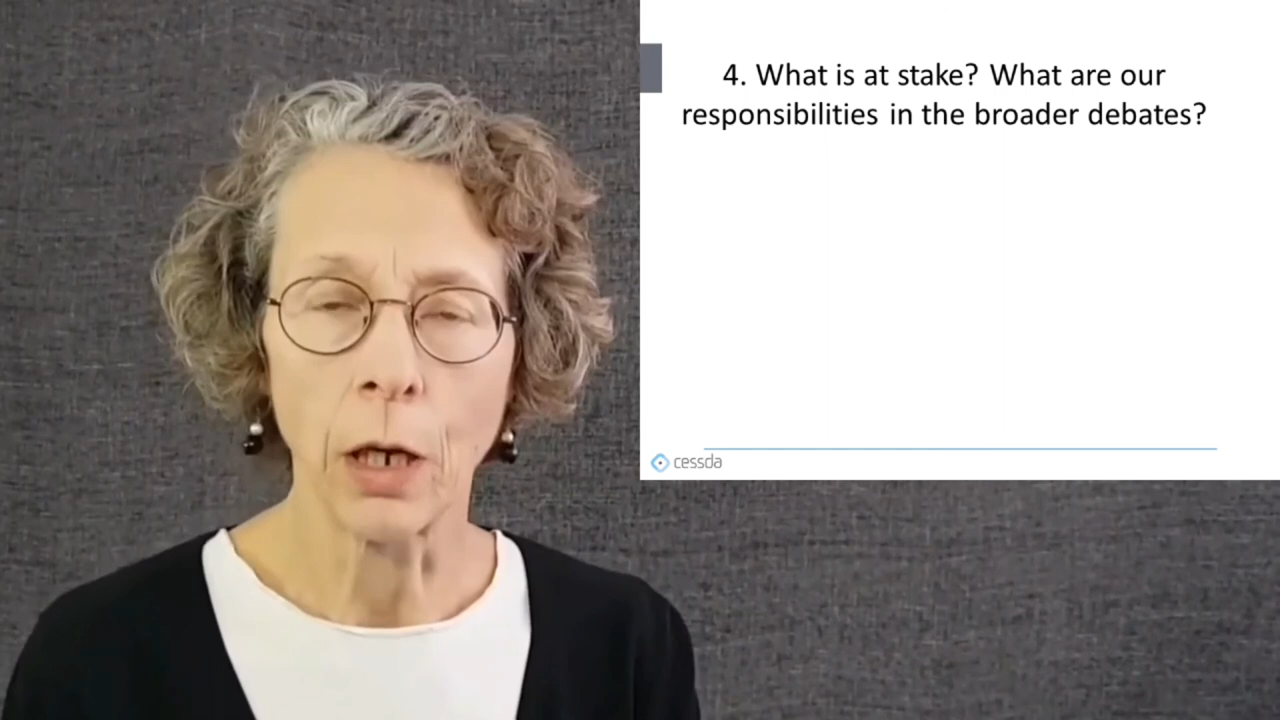 4. What is at stake? What are our
responsibilities in the broader debates?
cessda